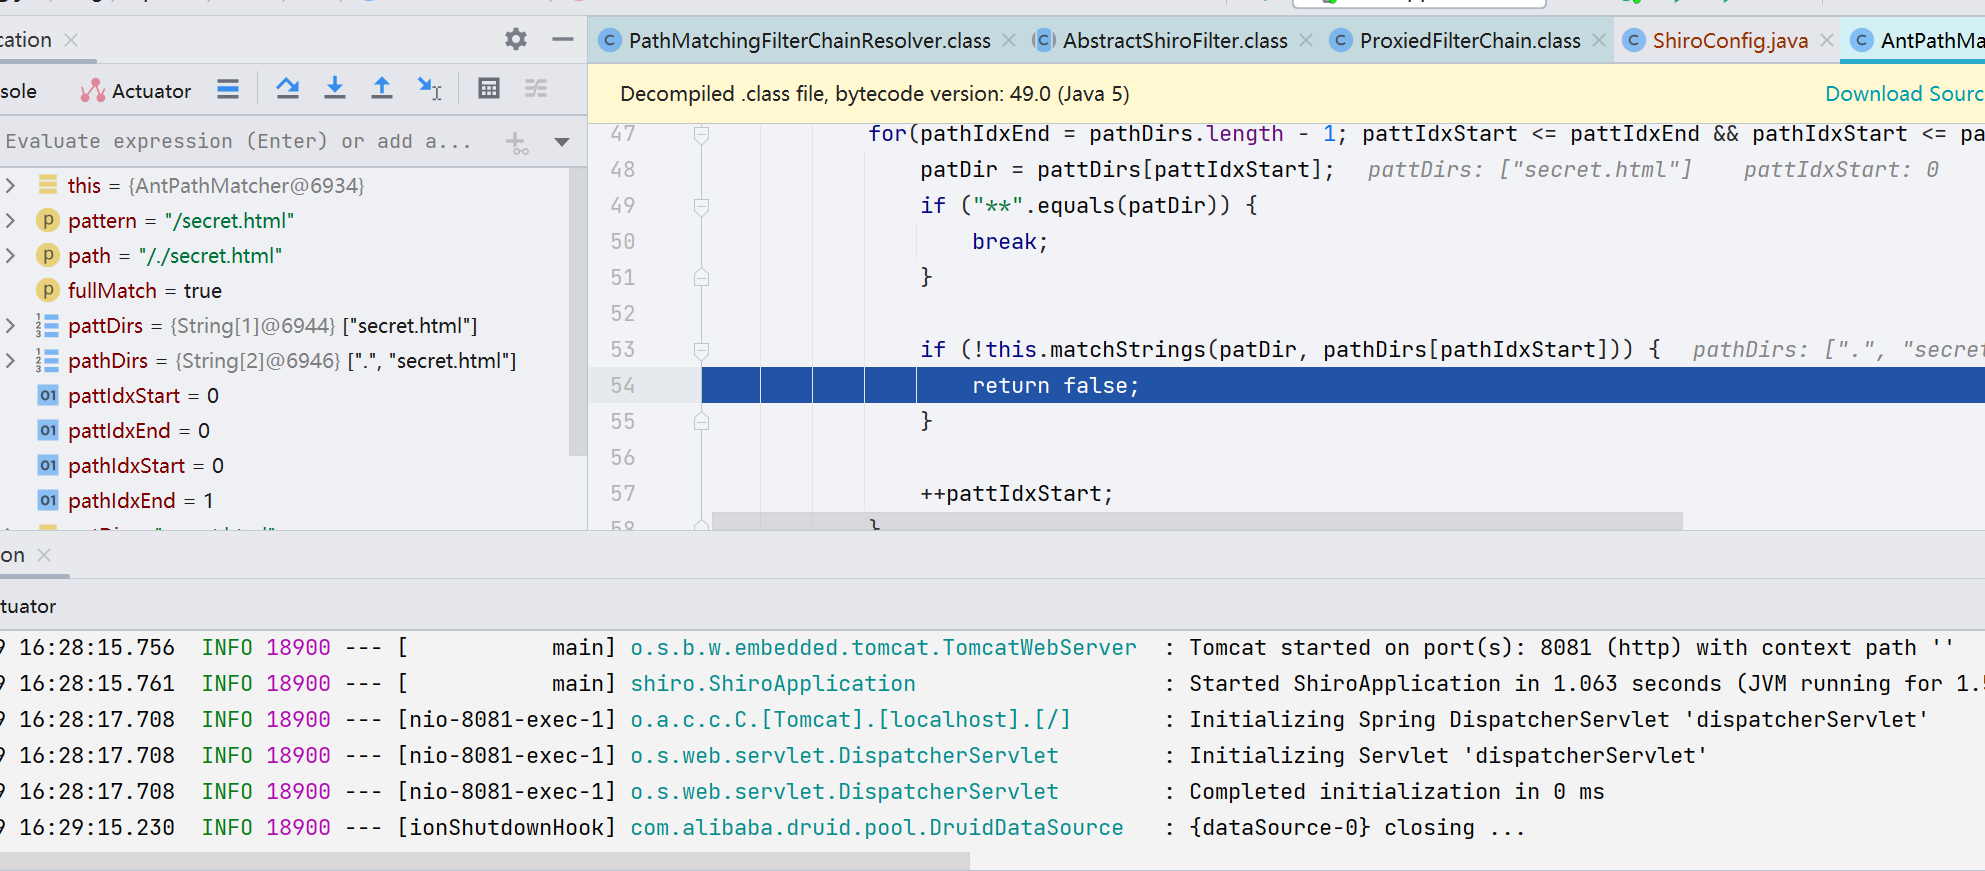 cation
PathMatchingFilterChainResolver.class
AbstractShiroFilter.class
ProxiedFilterChain.class
ShiroConfig.java
AntPathMa
sole
Actuator
Evaluate expression (Enter) or add a...
this = {AntPathMatcher@6934}
pattern = "/secret.html"
path = "/./secret.html"
fullMatch = true
pattDirs = {String[1]@6944} ["secret.html"]
pathDirs = {String[2]@6946} [".", "secret.html"]
pattIdxStart = 0
pattIdxEnd = 0
pathIdxStart = 0
pathIdxEnd = 1
Decompiled .class file, bytecode version: 49.0 (Java 5)
Download Sourc
47 for(pathIdxEnd = pathDirs.length - 1; pattIdxStart <= pattIdxEnd && pathIdxStart <= pa
48 patDir = pattDirs[pattIdxStart]; pattDirs: ["secret.html"] pattIdxStart: 0
49 if ("**".equals(patDir)) {
50 break;
51 }
52
53 if (!this.matchStrings(patDir, pathDirs[pathIdxStart])) { pathDirs: [".", "secret
54 return false;
55 }
56
57 ++pattIdxStart;
58 }
on
tuator
9 16:28:15.756 INFO 18900 --- [ main] o.s.b.w.embedded.tomcat.TomcatWebServer : Tomcat started on port(s): 8081 (http) with context path ''
9 16:28:15.761 INFO 18900 --- [ main] shiro.ShiroApplication : Started ShiroApplication in 1.063 seconds (JVM running for 1.5
9 16:28:17.708 INFO 18900 --- [nio-8081-exec-1] o.a.c.c.C.[Tomcat].[localhost].[/] : Initializing Spring DispatcherServlet 'dispatcherServlet'
9 16:28:17.708 INFO 18900 --- [nio-8081-exec-1] o.s.web.servlet.DispatcherServlet : Initializing Servlet 'dispatcherServlet'
9 16:28:17.708 INFO 18900 --- [nio-8081-exec-1] o.s.web.servlet.DispatcherServlet : Completed initialization in 0 ms
9 16:29:15.230 INFO 18900 --- [ionShutdownHook] com.alibaba.druid.pool.DruidDataSource : {dataSource-0} closing ...